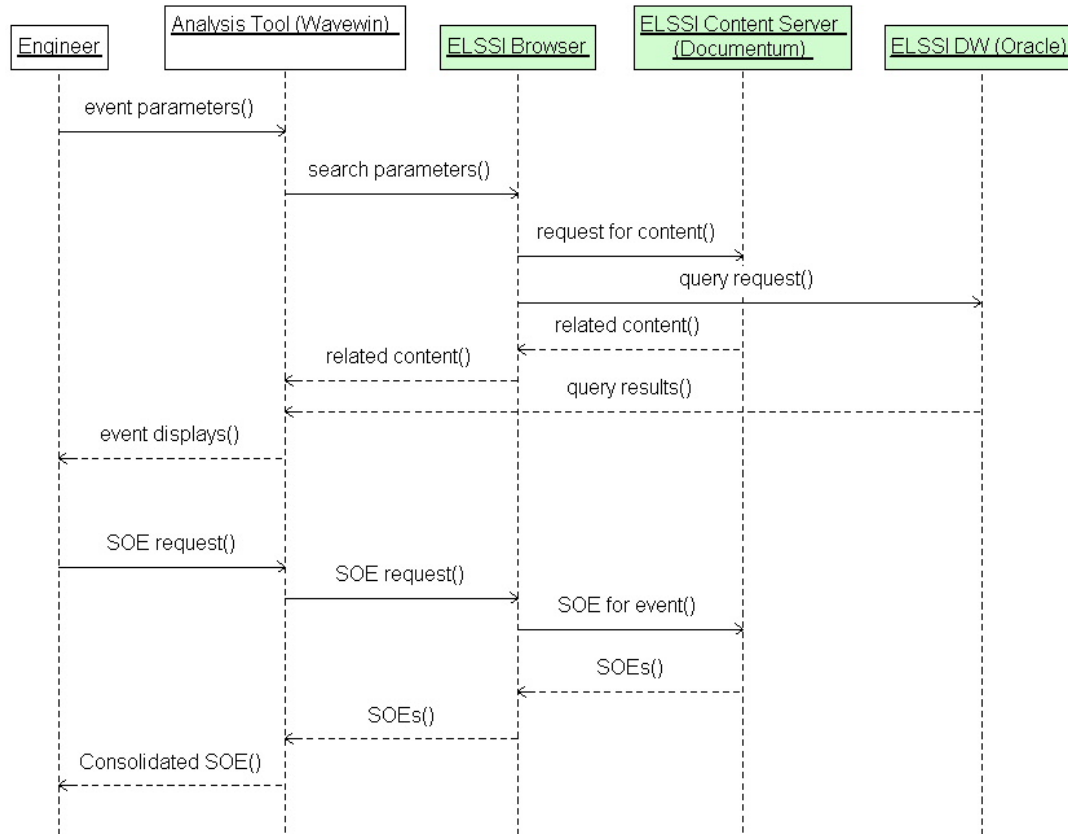 Engineer
Analysis Tool (Wavewin)
ELSSI Browser
ELSSI Content Server
(Documentum)
ELSSI DW (Oracle)
event parameters()
search parameters()
request for content()
query request()
related content()
related content()
query results()
event displays()
SOE request()
SOE request()
SOE for event()
SOEs()
SOEs()
Consolidated SOE()